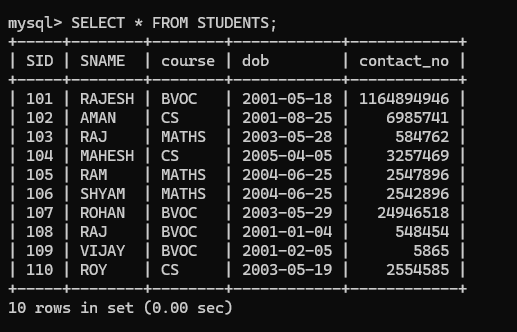 mysql> SELECT * FROM STUDENTS;
+-----+--------+--------+------------+------------+
| SID | SNAME  | course | dob        | contact_no |
+-----+--------+--------+------------+------------+
| 101 | RAJESH | BVOC   | 2001-05-18 | 1164894946 |
| 102 | AMAN   | CS     | 2001-08-25 |    6985741 |
| 103 | RAJ    | MATHS  | 2003-05-28 |     584762 |
| 104 | MAHESH | CS     | 2005-04-05 |    3257469 |
| 105 | RAM    | MATHS  | 2004-06-25 |    2547896 |
| 106 | SHYAM  | MATHS  | 2004-06-25 |    2542896 |
| 107 | ROHAN  | BVOC   | 2003-05-29 |   24946518 |
| 108 | RAJ    | BVOC   | 2001-01-04 |     548454 |
| 109 | VIJAY  | BVOC   | 2001-02-05 |       5865 |
| 110 | ROY    | CS     | 2003-05-19 |    2554585 |
+-----+--------+--------+------------+------------+
10 rows in set (0.00 sec)